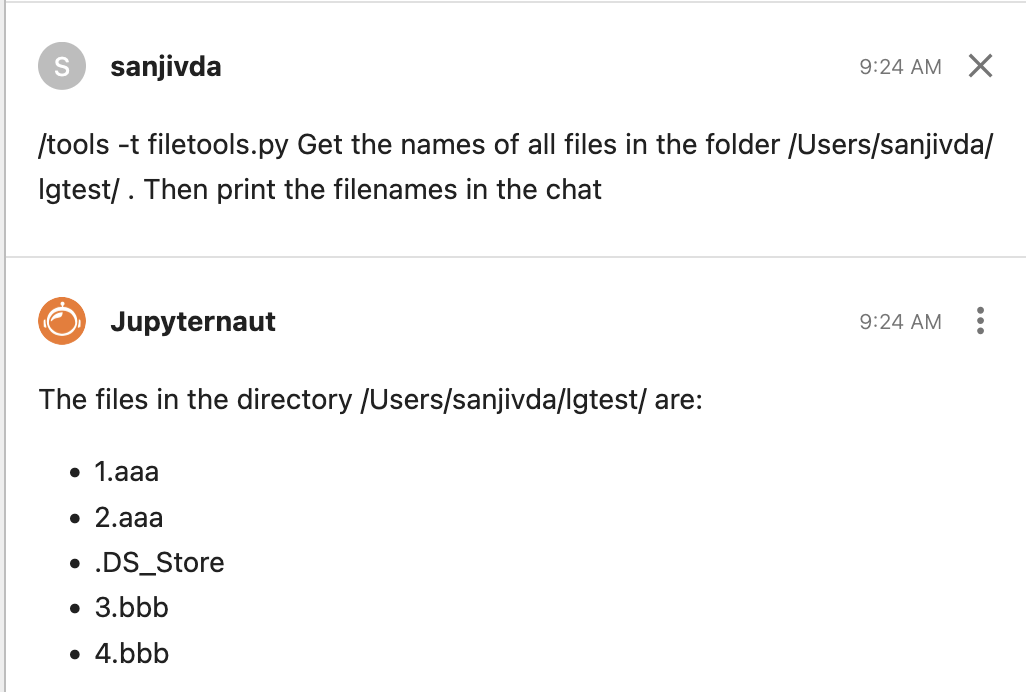 S
sanjivda
9:24 AM
/tools -t filetools.py Get the names of all files in the folder /Users/sanjivda/
lgtest/ . Then print the filenames in the chat
Jupyternaut
9:24 AM
The files in the directory /Users/sanjivda/lgtest/ are:
• 1.aaa
• 2.aaa
• .DS_Store
• 3.bbb
• 4.bbb